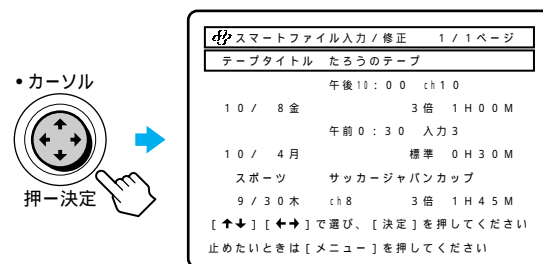 スマートファイル入力/修正 1/1ページ
テープタイトル たろうのテープ
午後10:00 ch10
10/ 8金 3倍 1H00M
午前0:30 入力3
10/ 4月 標準 0H30M
スポーツ サッカージャパンカップ
9/30木 ch8 3倍 1H45M
[↑↓][←→]で選び、[決定]を押してください
止めたいときは[メニュー]を押してください
•カーソル
押ー決定